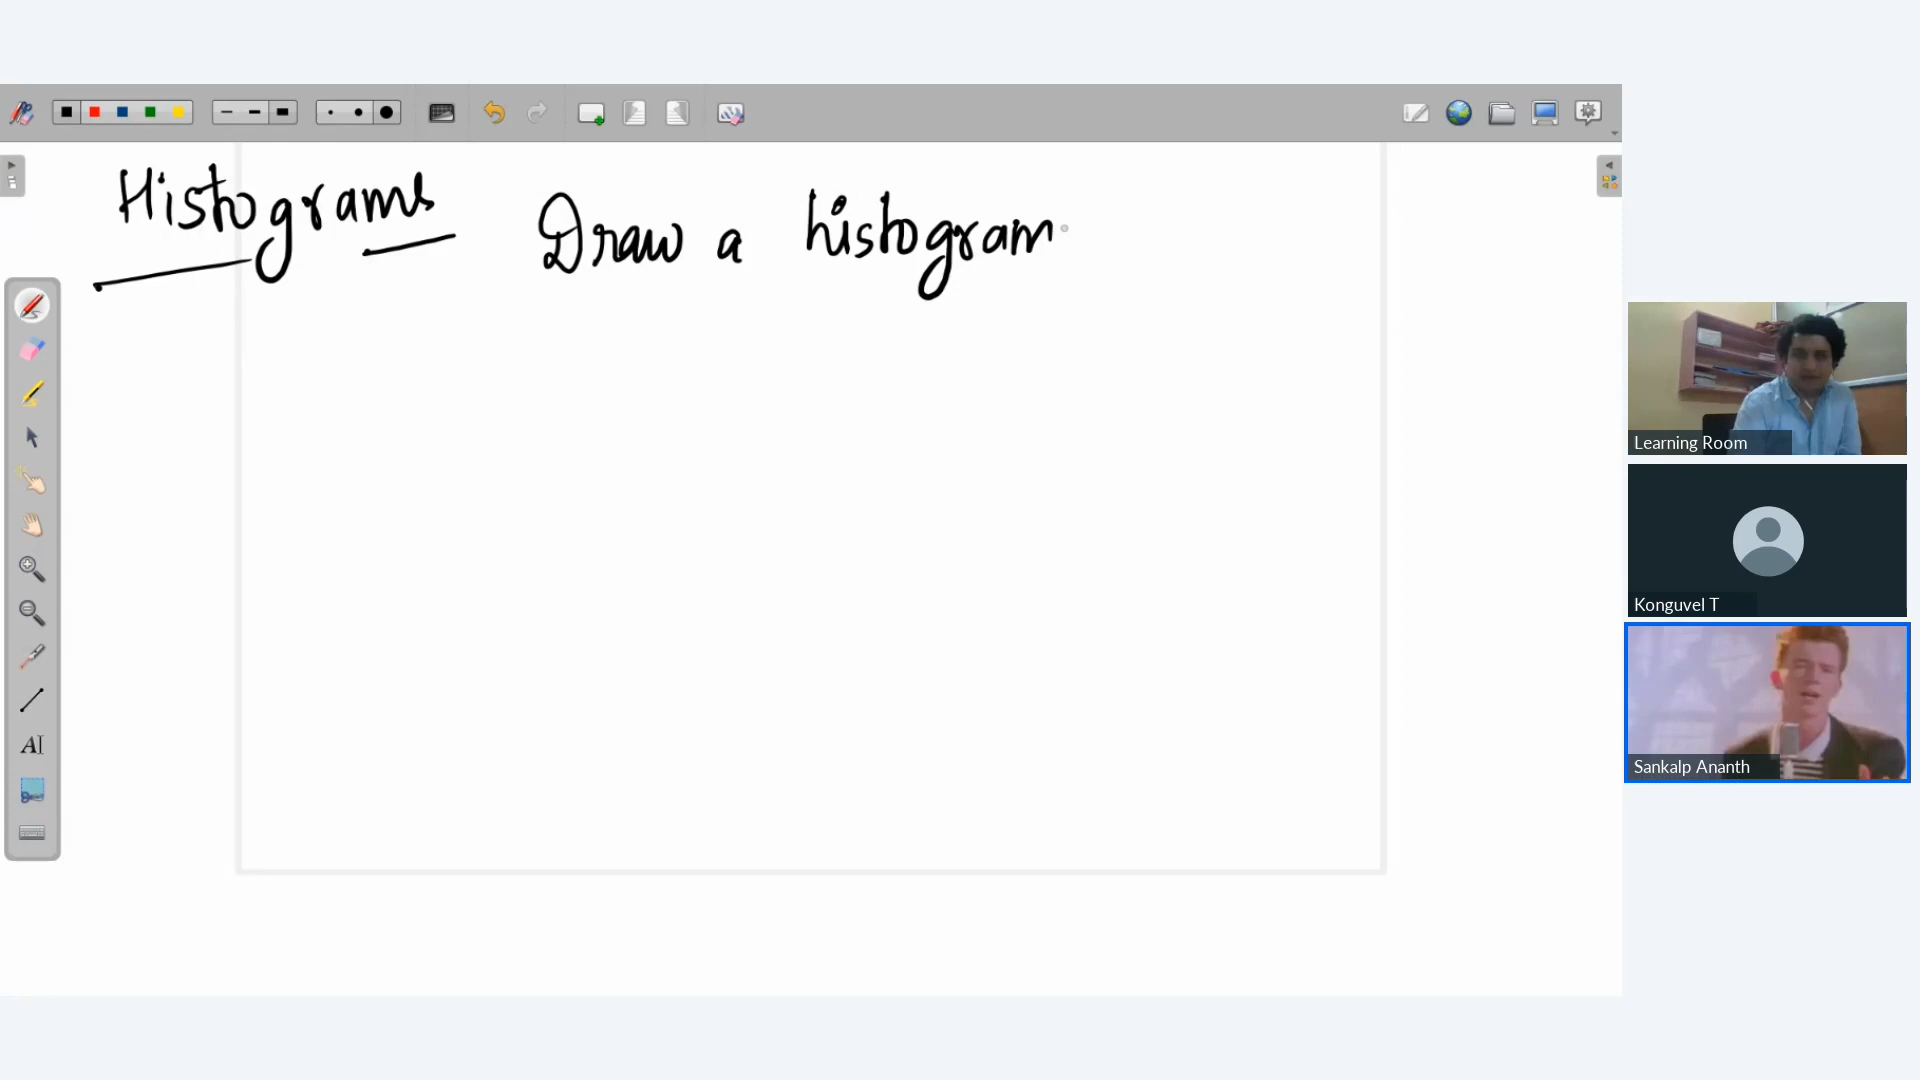 Histograms
Draw a histogram
Learning Room
Konguvel T
Sankalp Ananth